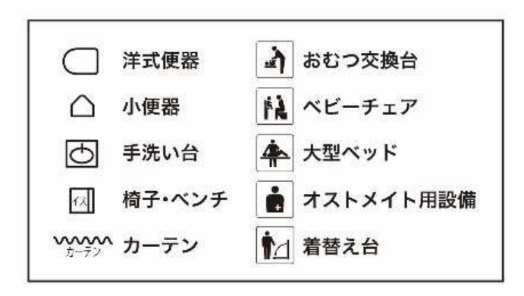 洋式便器
小便器
手洗い台
イス 椅子・ベンチ
カーテン カーテン
おむつ交換台
ベビーチェア
大型ベッド
オストメイト用設備
着替え台